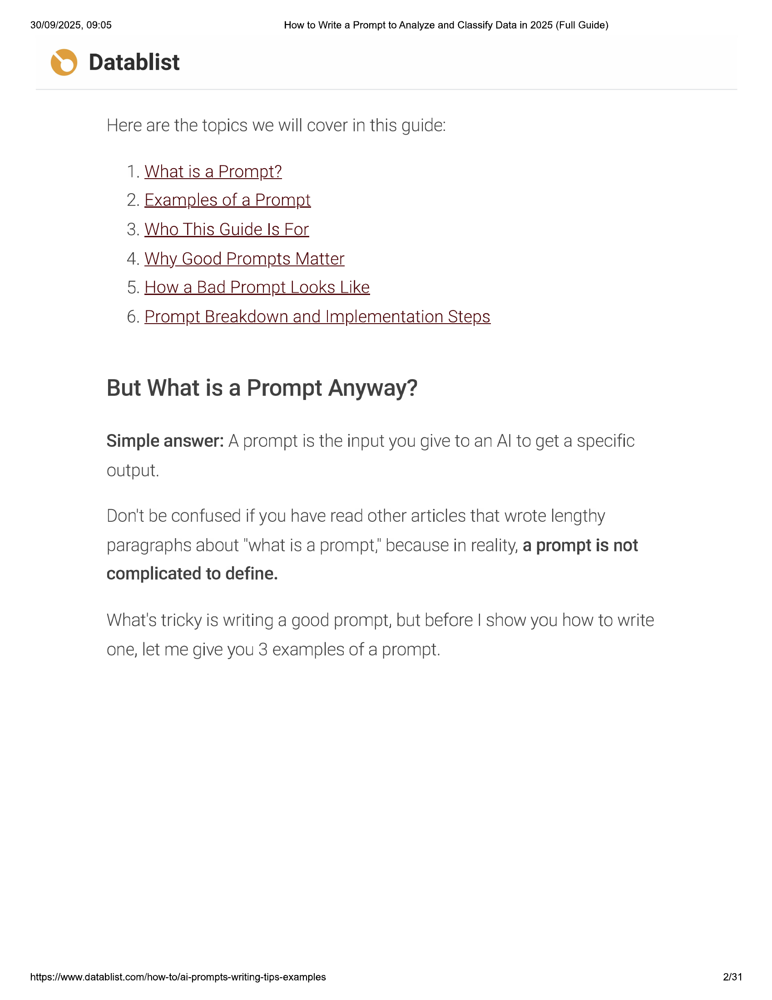 30/09/2025, 09:05
How to Write a Prompt to Analyze and Classify Data in 2025 (Full Guide)
Datablist
Here are the topics we will cover in this guide:
1. What is a Prompt?
2. Examples of a Prompt
3. Who This Guide Is For
4. Why Good Prompts Matter
5. How a Bad Prompt Looks Like
6. Prompt Breakdown and Implementation Steps
But What is a Prompt Anyway?
Simple answer: A prompt is the input you give to an AI to get a specific
output.
Don't be confused if you have read other articles that wrote lengthy
paragraphs about "what is a prompt," because in reality, a prompt is not
complicated to define.
What's tricky is writing a good prompt, but before I show you how to write
one, let me give you 3 examples of a prompt.
https://www.datablist.com/how-to/ai-prompts-writing-tips-examples
2/31